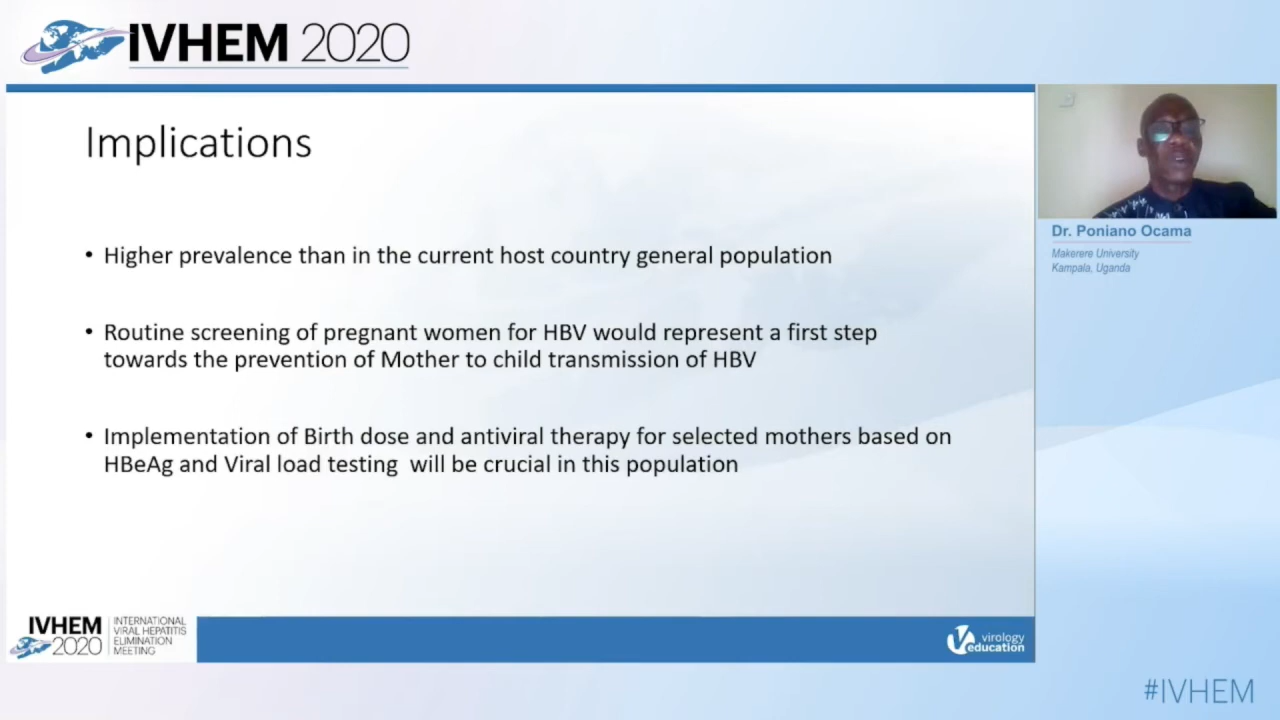 IVHEM 2020
Implications
• Higher prevalence than in the current host country general population
• Routine screening of pregnant women for HBV would represent a first step
towards the prevention of Mother to child transmission of HBV
• Implementation of Birth dose and antiviral therapy for selected mothers based on
HBeAg and Viral load testing will be crucial in this population
Dr. Poniano Ocama
Makerere University
Kampala, Uganda
IVHEM
2020
INTERNATIONAL
VIRAL HEPATITIS
ELIMINATION
MEETING
virology
education
#IVHEM